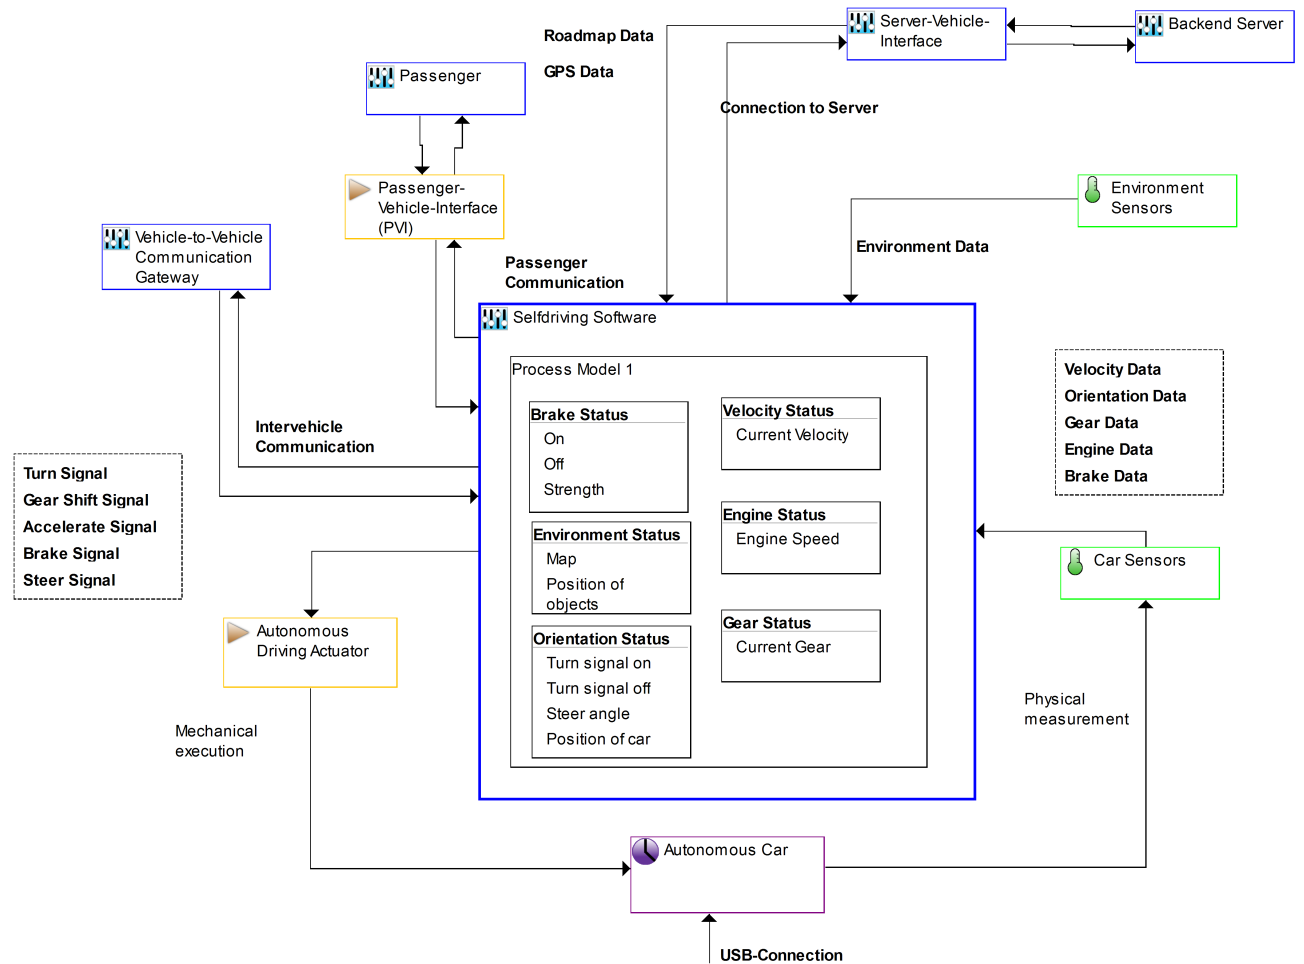 Server-Vehicle-
Interface
Backend Server
Roadmap Data
GPS Data
Passenger
Connection to Server
Passenger-
Vehicle-Interface
(PVI)
Environment
Sensors
Vehicle-to-Vehicle
Communication
Gateway
Environment Data
Passenger
Communication
Selfdriving Software
Process Model 1
Brake Status
On
Off
Strength
Velocity Status
Current Velocity
Environment Status
Map
Position of
objects
Engine Status
Engine Speed
Orientation Status
Turn signal on
Turn signal off
Steer angle
Position of car
Gear Status
Current Gear
Velocity Data
Orientation Data
Gear Data
Engine Data
Brake Data
Intervehicle
Communication
Turn Signal
Gear Shift Signal
Accelerate Signal
Brake Signal
Steer Signal
Car Sensors
Autonomous
Driving Actuator
Mechanical
execution
Physical
measurement
Autonomous Car
USB-Connection